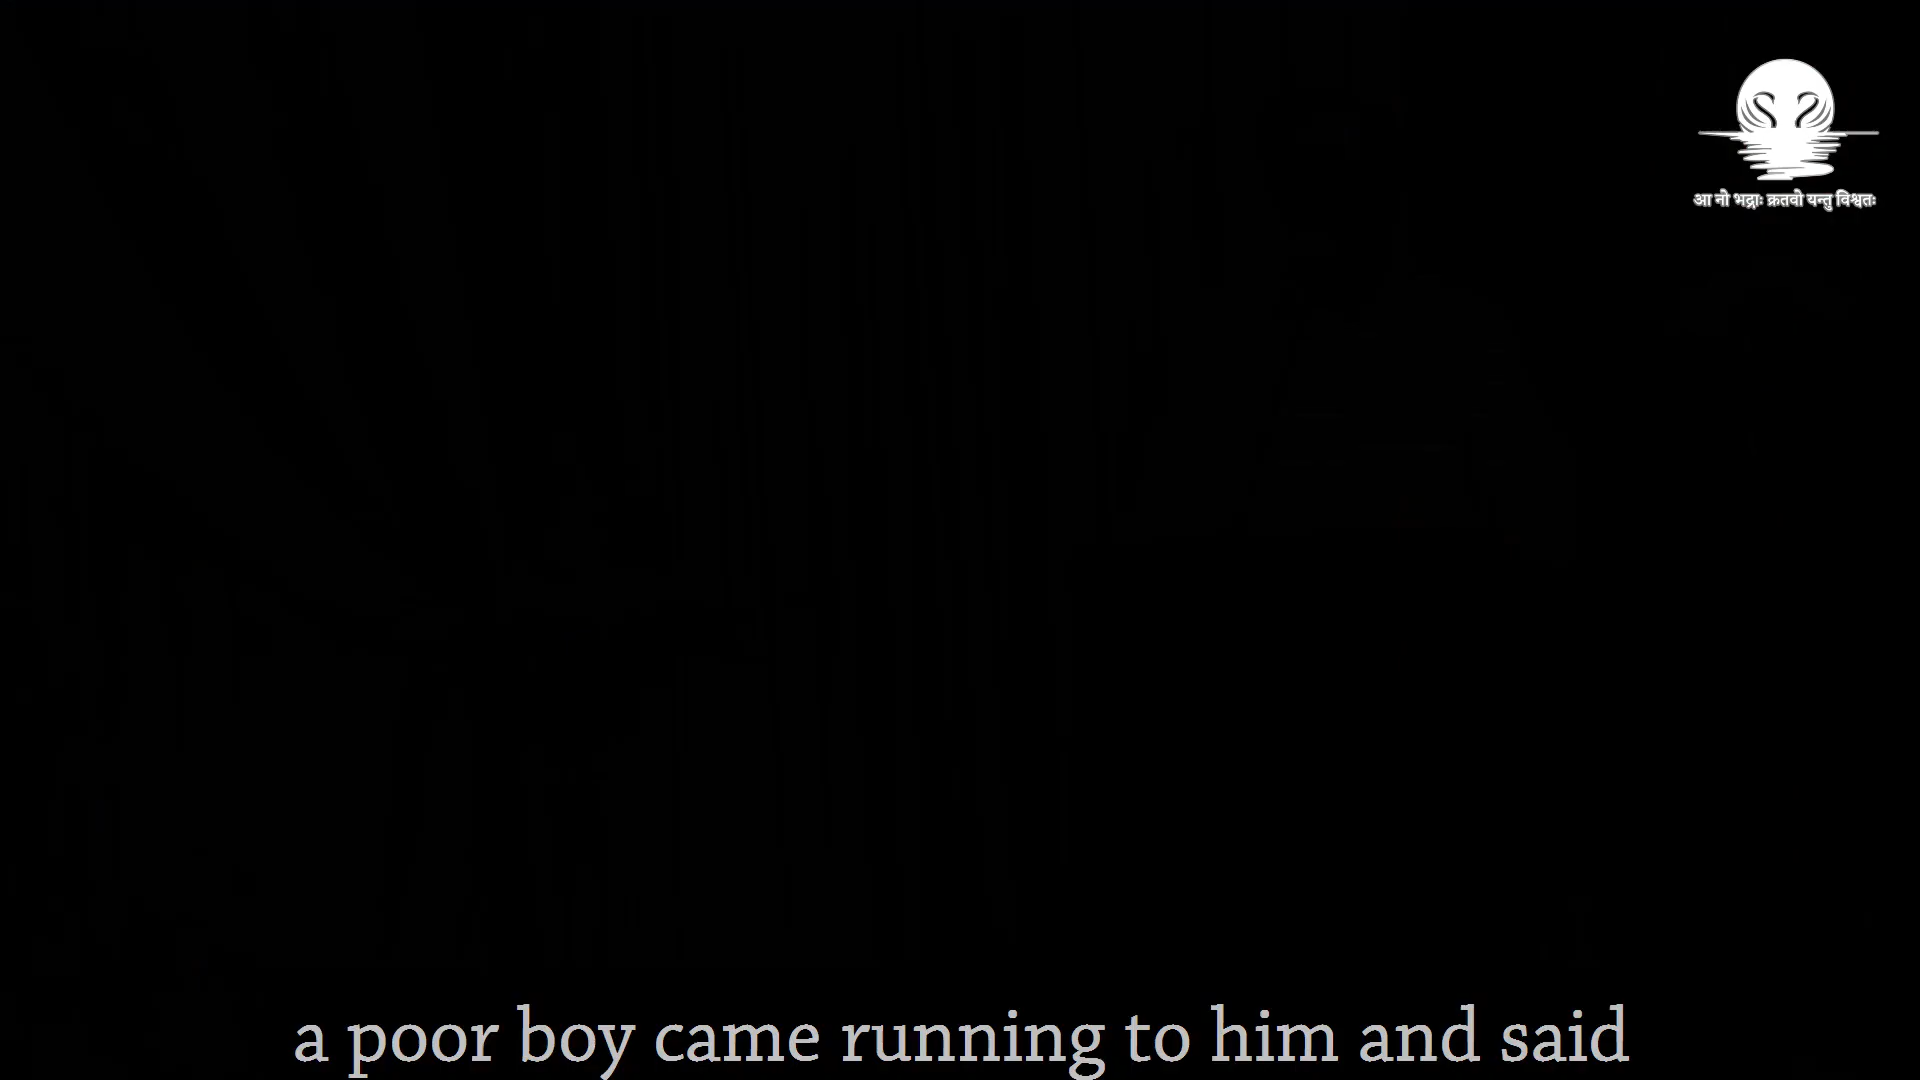 आ नो भद्राः क्रतवो यन्तु विश्वतः
a poor boy came running to him and said